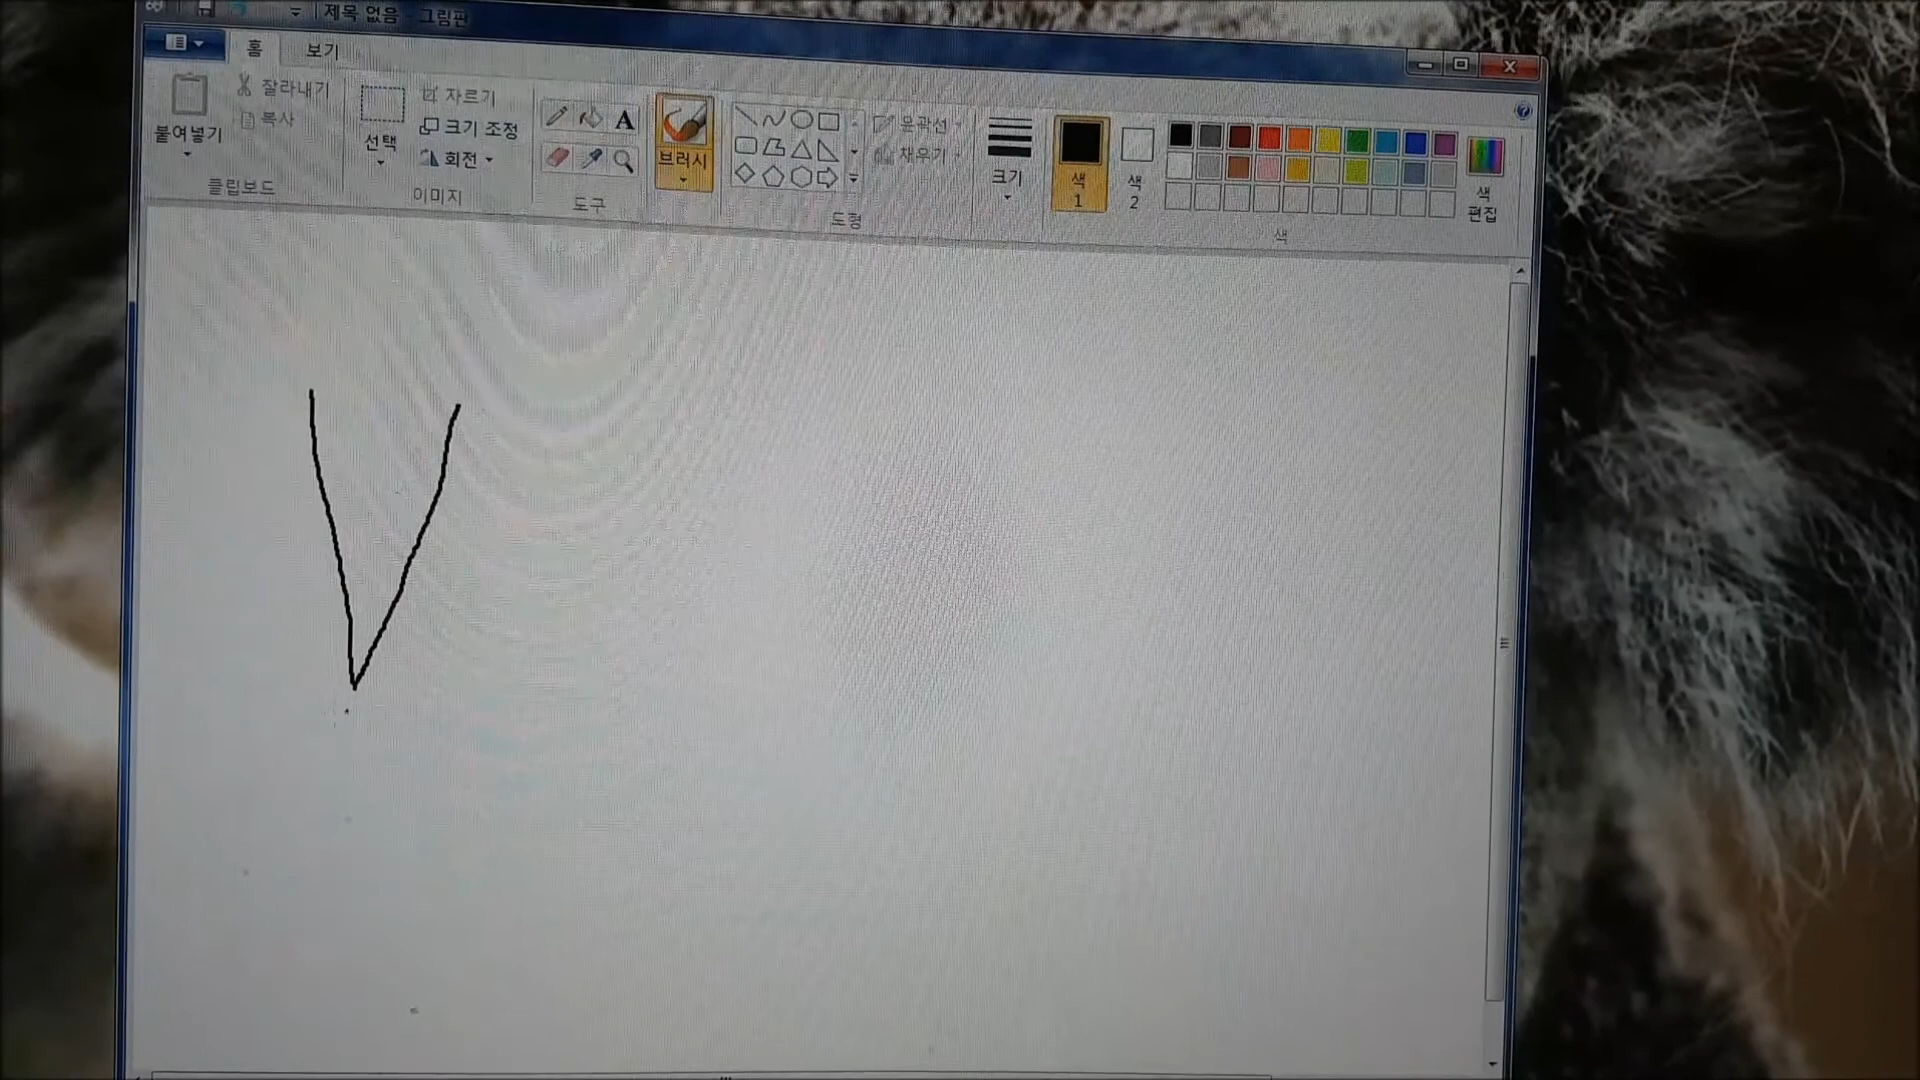 제목 없음 - 그림판
홈 보기
붙여넣기
잘라내기
복사
클립보드
선택
자르기
크기 조정
회전
이미지
A
도구
브러시
도형
윤곽선
채우기
크기
색
1
색
2
색
편집
색
V